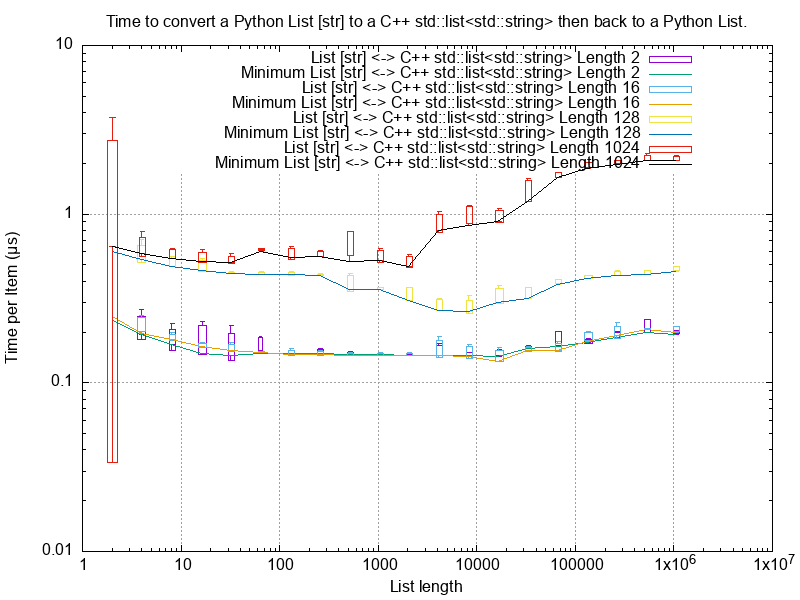 Time to convert a Python List [str] to a C++ std::list<std::string> then back to a Python List.
List [str] <-> C++ std::list<std::string> Length 2
Minimum List [str] <-> C++ std::list<std::string> Length 2
List [str] <-> C++ std::list<std::string> Length 16
Minimum List [str] <-> C++ std::list<std::string> Length 16
List [str] <-> C++ std::list<std::string> Length 128
Minimum List [str] <-> C++ std::list<std::string> Length 128
List [str] <-> C++ std::list<std::string> Length 1024
Minimum List [str] <-> C++ std::list<std::string> Length 1024
10
1
0.1
0.01
Time per Item (µs)
1 10 100 1000 10000 100000 1x10⁶ 1x10⁷
List length